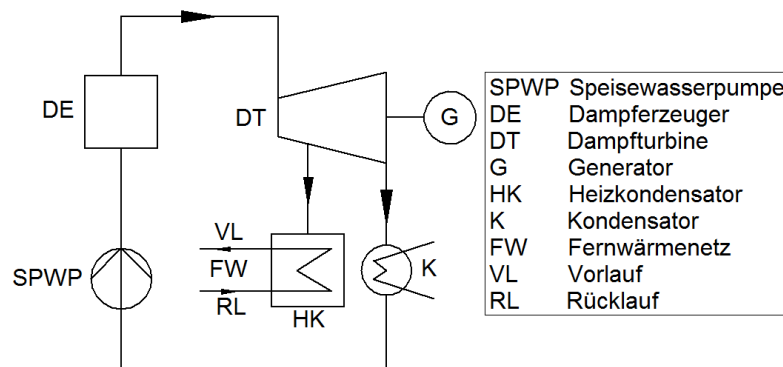 DE
DT
G
SPWP
VL
FW
RL
HK
K
SPWP Speisewasserpumpe
DE Dampferzeuger
DT Dampfturbine
G Generator
HK Heizkondensator
K Kondensator
FW Fernwärmenetz
VL Vorlauf
RL Rücklauf